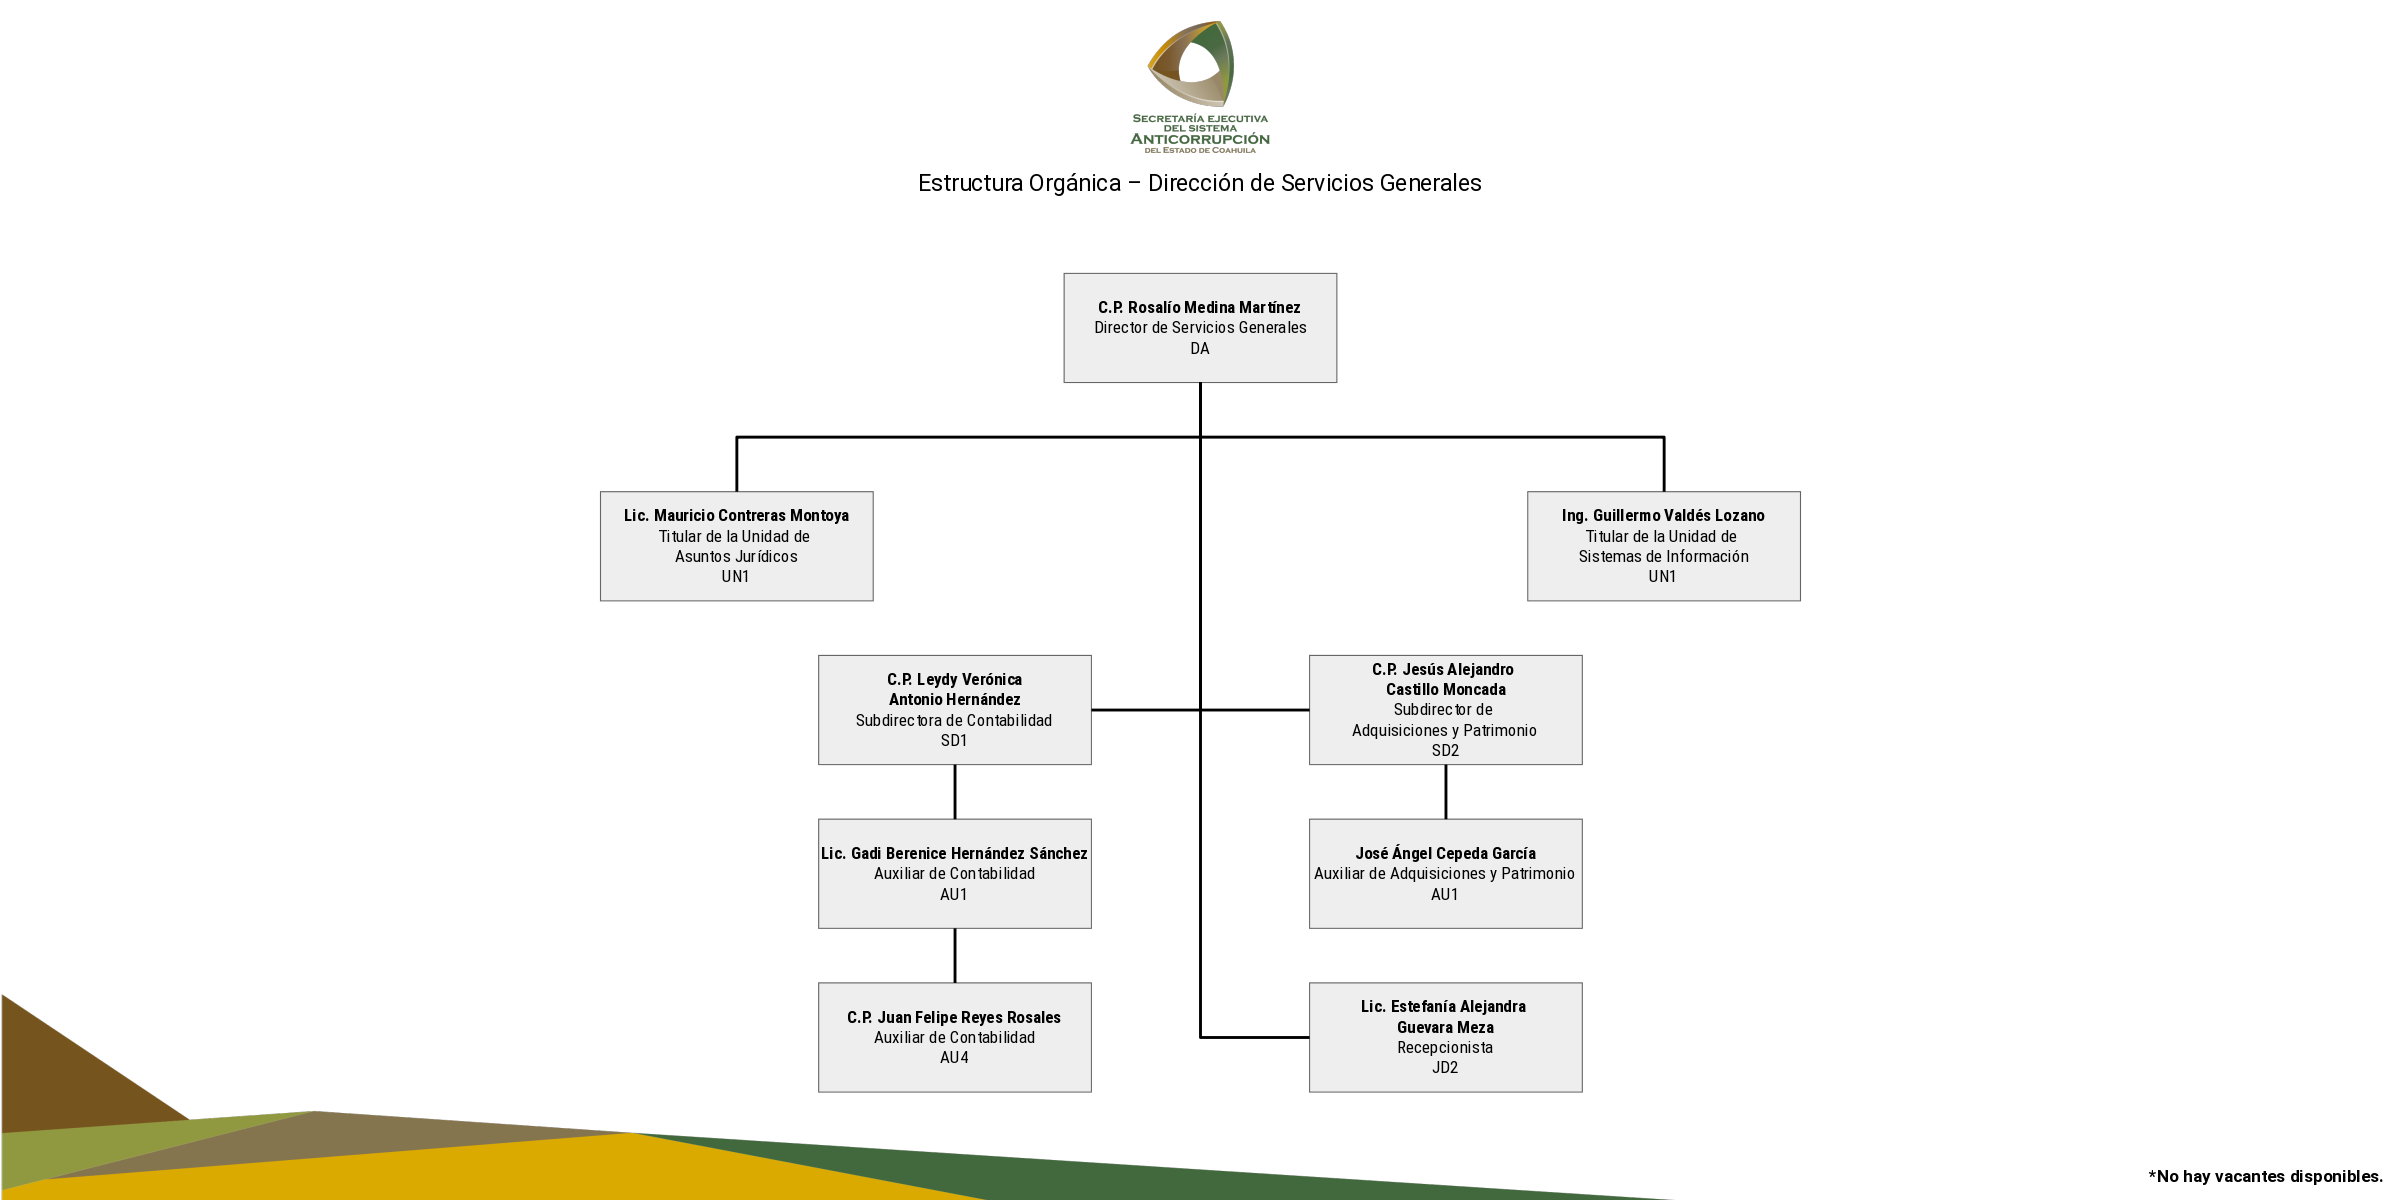 SECRETARÍA EJECUTIVA
DEL SISTEMA
ANTICORRUPCIÓN
DEL ESTADO DE COAHUILA
Estructura Orgánica – Dirección de Servicios Generales
C.P. Rosalío Medina Martínez
Director de Servicios Generales
DA
Lic. Mauricio Contreras Montoya
Titular de la Unidad de
Asuntos Jurídicos
UN1
Ing. Guillermo Valdés Lozano
Titular de la Unidad de
Sistemas de Información
UN1
C.P. Leydy Verónica
Antonio Hernández
Subdirectora de Contabilidad
SD1
C.P. Jesús Alejandro
Castillo Moncada
Subdirector de
Adquisiciones y Patrimonio
SD2
Lic. Gadi Berenice Hernández Sánchez
Auxiliar de Contabilidad
AU1
José Ángel Cepeda García
Auxiliar de Adquisiciones y Patrimonio
AU1
C.P. Juan Felipe Reyes Rosales
Auxiliar de Contabilidad
AU4
Lic. Estefanía Alejandra
Guevara Meza
Recepcionista
JD2
*No hay vacantes disponibles.